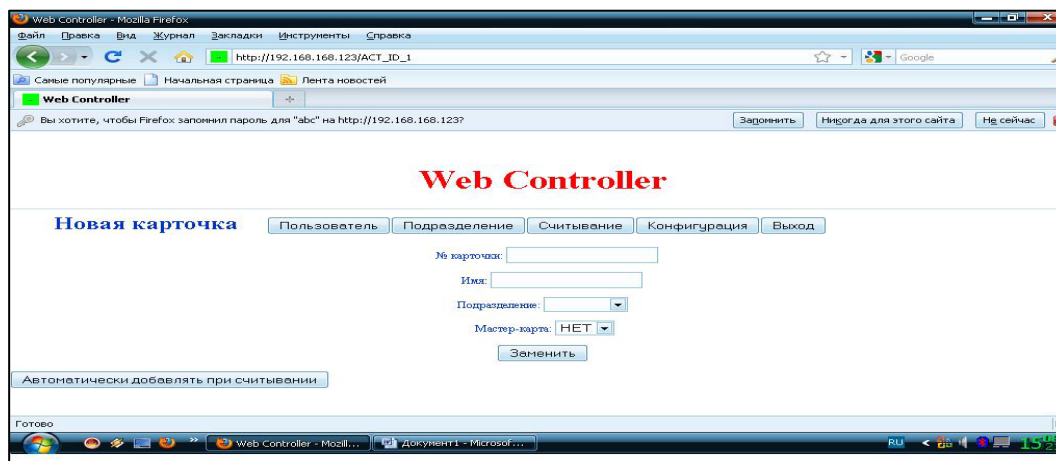 Web Controller - Mozilla Firefox
Файл Правка Вид Журнал Закладки Инструменты Справка
http://192.168.168.123/ACT_ID_1
Google
Самые популярные Начальная страница Лента новостей
Web Controller
Вы хотите, чтобы Firefox запомнил пароль для "abc" на http://192.168.168.123? Запомнить Никогда для этого сайта Не сейчас
Web Controller
Новая карточка Пользователь Подразделение Считывание Конфигурация Выход
№ карточки:
Имя:
Подразделение:
Мастер-карта: НЕТ
Заменить
Автоматически добавлять при считывании
Готово
Web Controller - Mozill... Документ1 - Microsof... RU